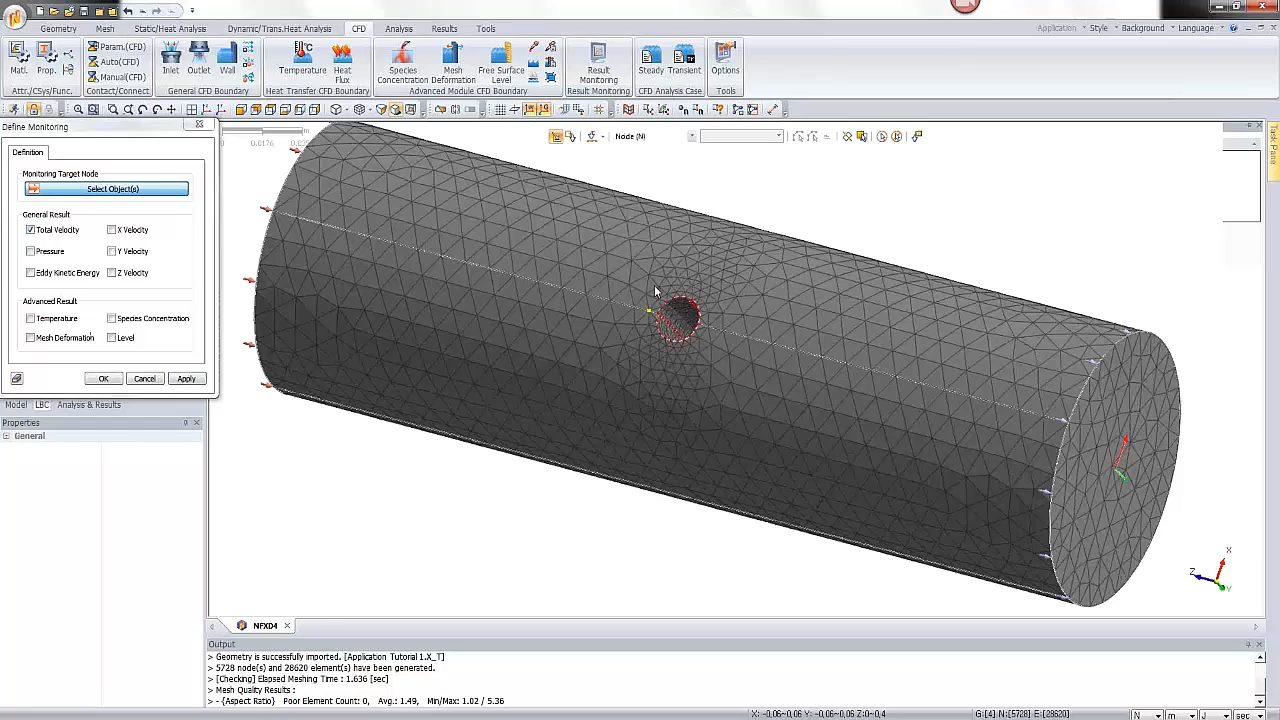 Geometry Mesh Static/Heat Analysis Dynamic/Trans.Heat Analysis CFD Analysis Results Tools Application Style Background Language
Param.(CFD)
Auto(CFD)
Manual(CFD)
Matl. Prop. Inlet Outlet Wall Temperature Heat Flux Species Concentration Mesh Deformation Free Surface Level Result Monitoring Steady Transient Options
Attr./CSys/Func. Contact/Connect General CFD Boundary Heat Transfer CFD Boundary Advanced Module CFD Boundary Result Monitoring CFD Analysis Case Tools
Define Monitoring
Node (N)
0.0176
Definition
Monitoring Target Node
Select Object(s)
General Result
Total Velocity X Velocity
Pressure Y Velocity
Eddy Kinetic Energy Z Velocity
Advanced Result
Temperature Species Concentration
Mesh Deformation Level
OK Cancel Apply
Model LBC Analysis & Results
Properties
General
Task Pane
X
Z
Y
NFXD4
Output
> Geometry is successfully imported. [Application Tutorial 1.X_T]
> 5728 node(s) and 28620 element(s) have been generated.
> [Checking] Elapsed Meshing Time : 1.636 [sec]
> Mesh Quality Results :
> - {Aspect Ratio} Poor Element Count: 0, Avg.: 1.49, Min/Max: 1.02 / 5.36
X: -0,06~0,06 Y: -0,06~0,06 Z:0~0,4 G:[4] N:[5728] E:[28620] N m J sec